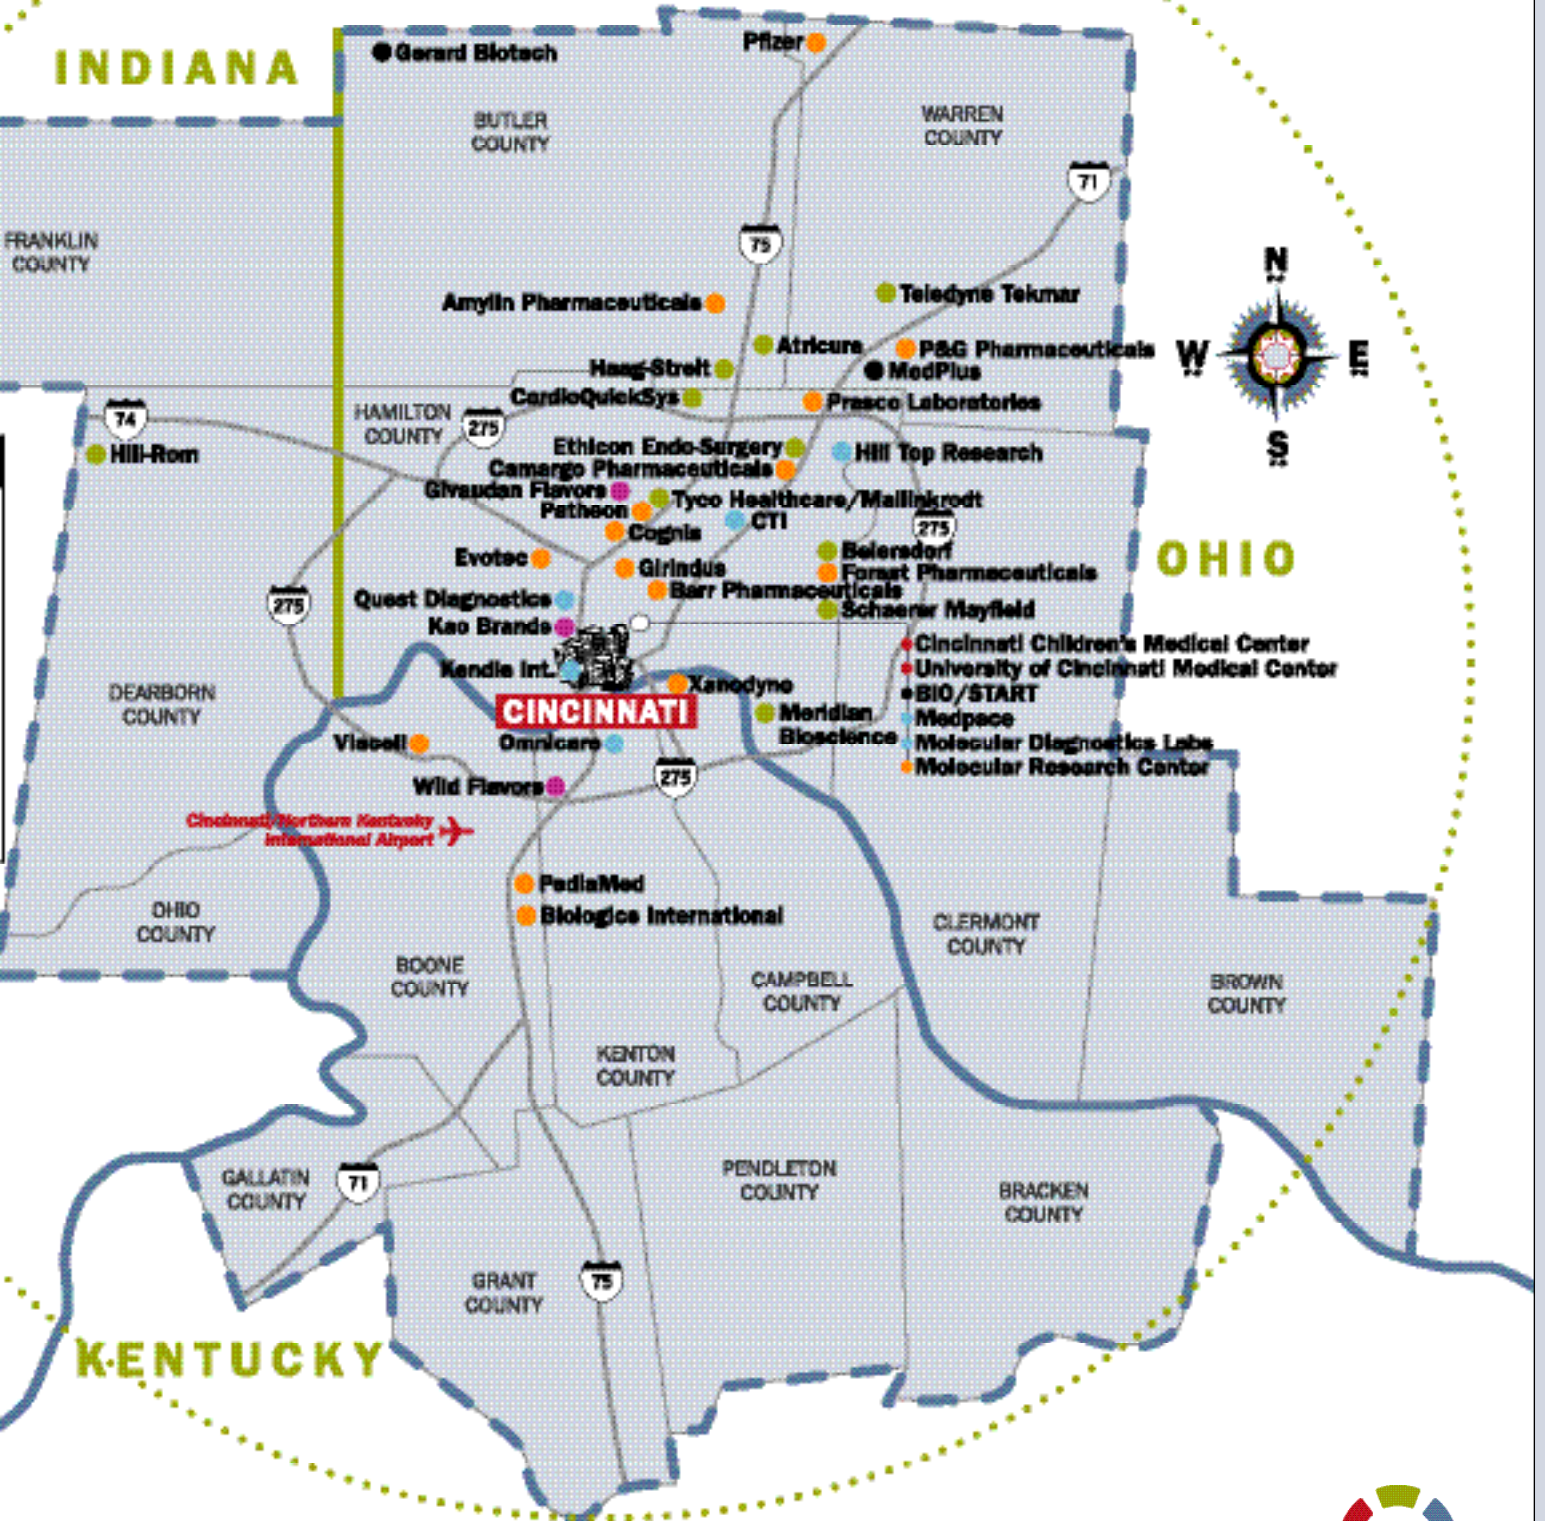 INDIANA
Gerard Biotech
Pfizer
BUTLER
COUNTY
WARREN
COUNTY
71
FRANKLIN
COUNTY
75
N
Amylin Pharmaceuticals
Teledyne Tekmar
Atricure
P&G Pharmaceuticals
W
E
Haag-Streit
MedPlus
CardioQuickSys
Prasco Laboratories
HAMILTON
COUNTY
74
275
S
Hill-Rom
Ethicon Endo-Surgery
Hill Top Research
Camargo Pharmaceuticals
Givaudan Flavors
Tyco Healthcare/Mallinkrodt
Patheon
CTI
275
Cognis
Evotec
Beiersdorf
OHIO
Girindus
Forest Pharmaceuticals
Barr Pharmaceuticals
275
Quest Diagnostics
Schaerer Mayfield
Kao Brands
Cincinnati Children's Medical Center
Kendle Int.
University of Cincinnati Medical Center
Xanodyne
BIO/START
DEARBORN
COUNTY
CINCINNATI
Meridian
Bioscience
Medpace
Viacell
Omnicare
Molecular Diagnostics Labs
Molecular Research Center
275
Wild Flavors
Cincinnati/Northern Kentucky
International Airport
PediaMed
Biologics International
OHIO
COUNTY
CLERMONT
COUNTY
BOONE
COUNTY
CAMPBELL
COUNTY
BROWN
COUNTY
KENTON
COUNTY
GALLATIN
COUNTY
71
PENDLETON
COUNTY
BRACKEN
COUNTY
GRANT
COUNTY
75
KENTUCKY